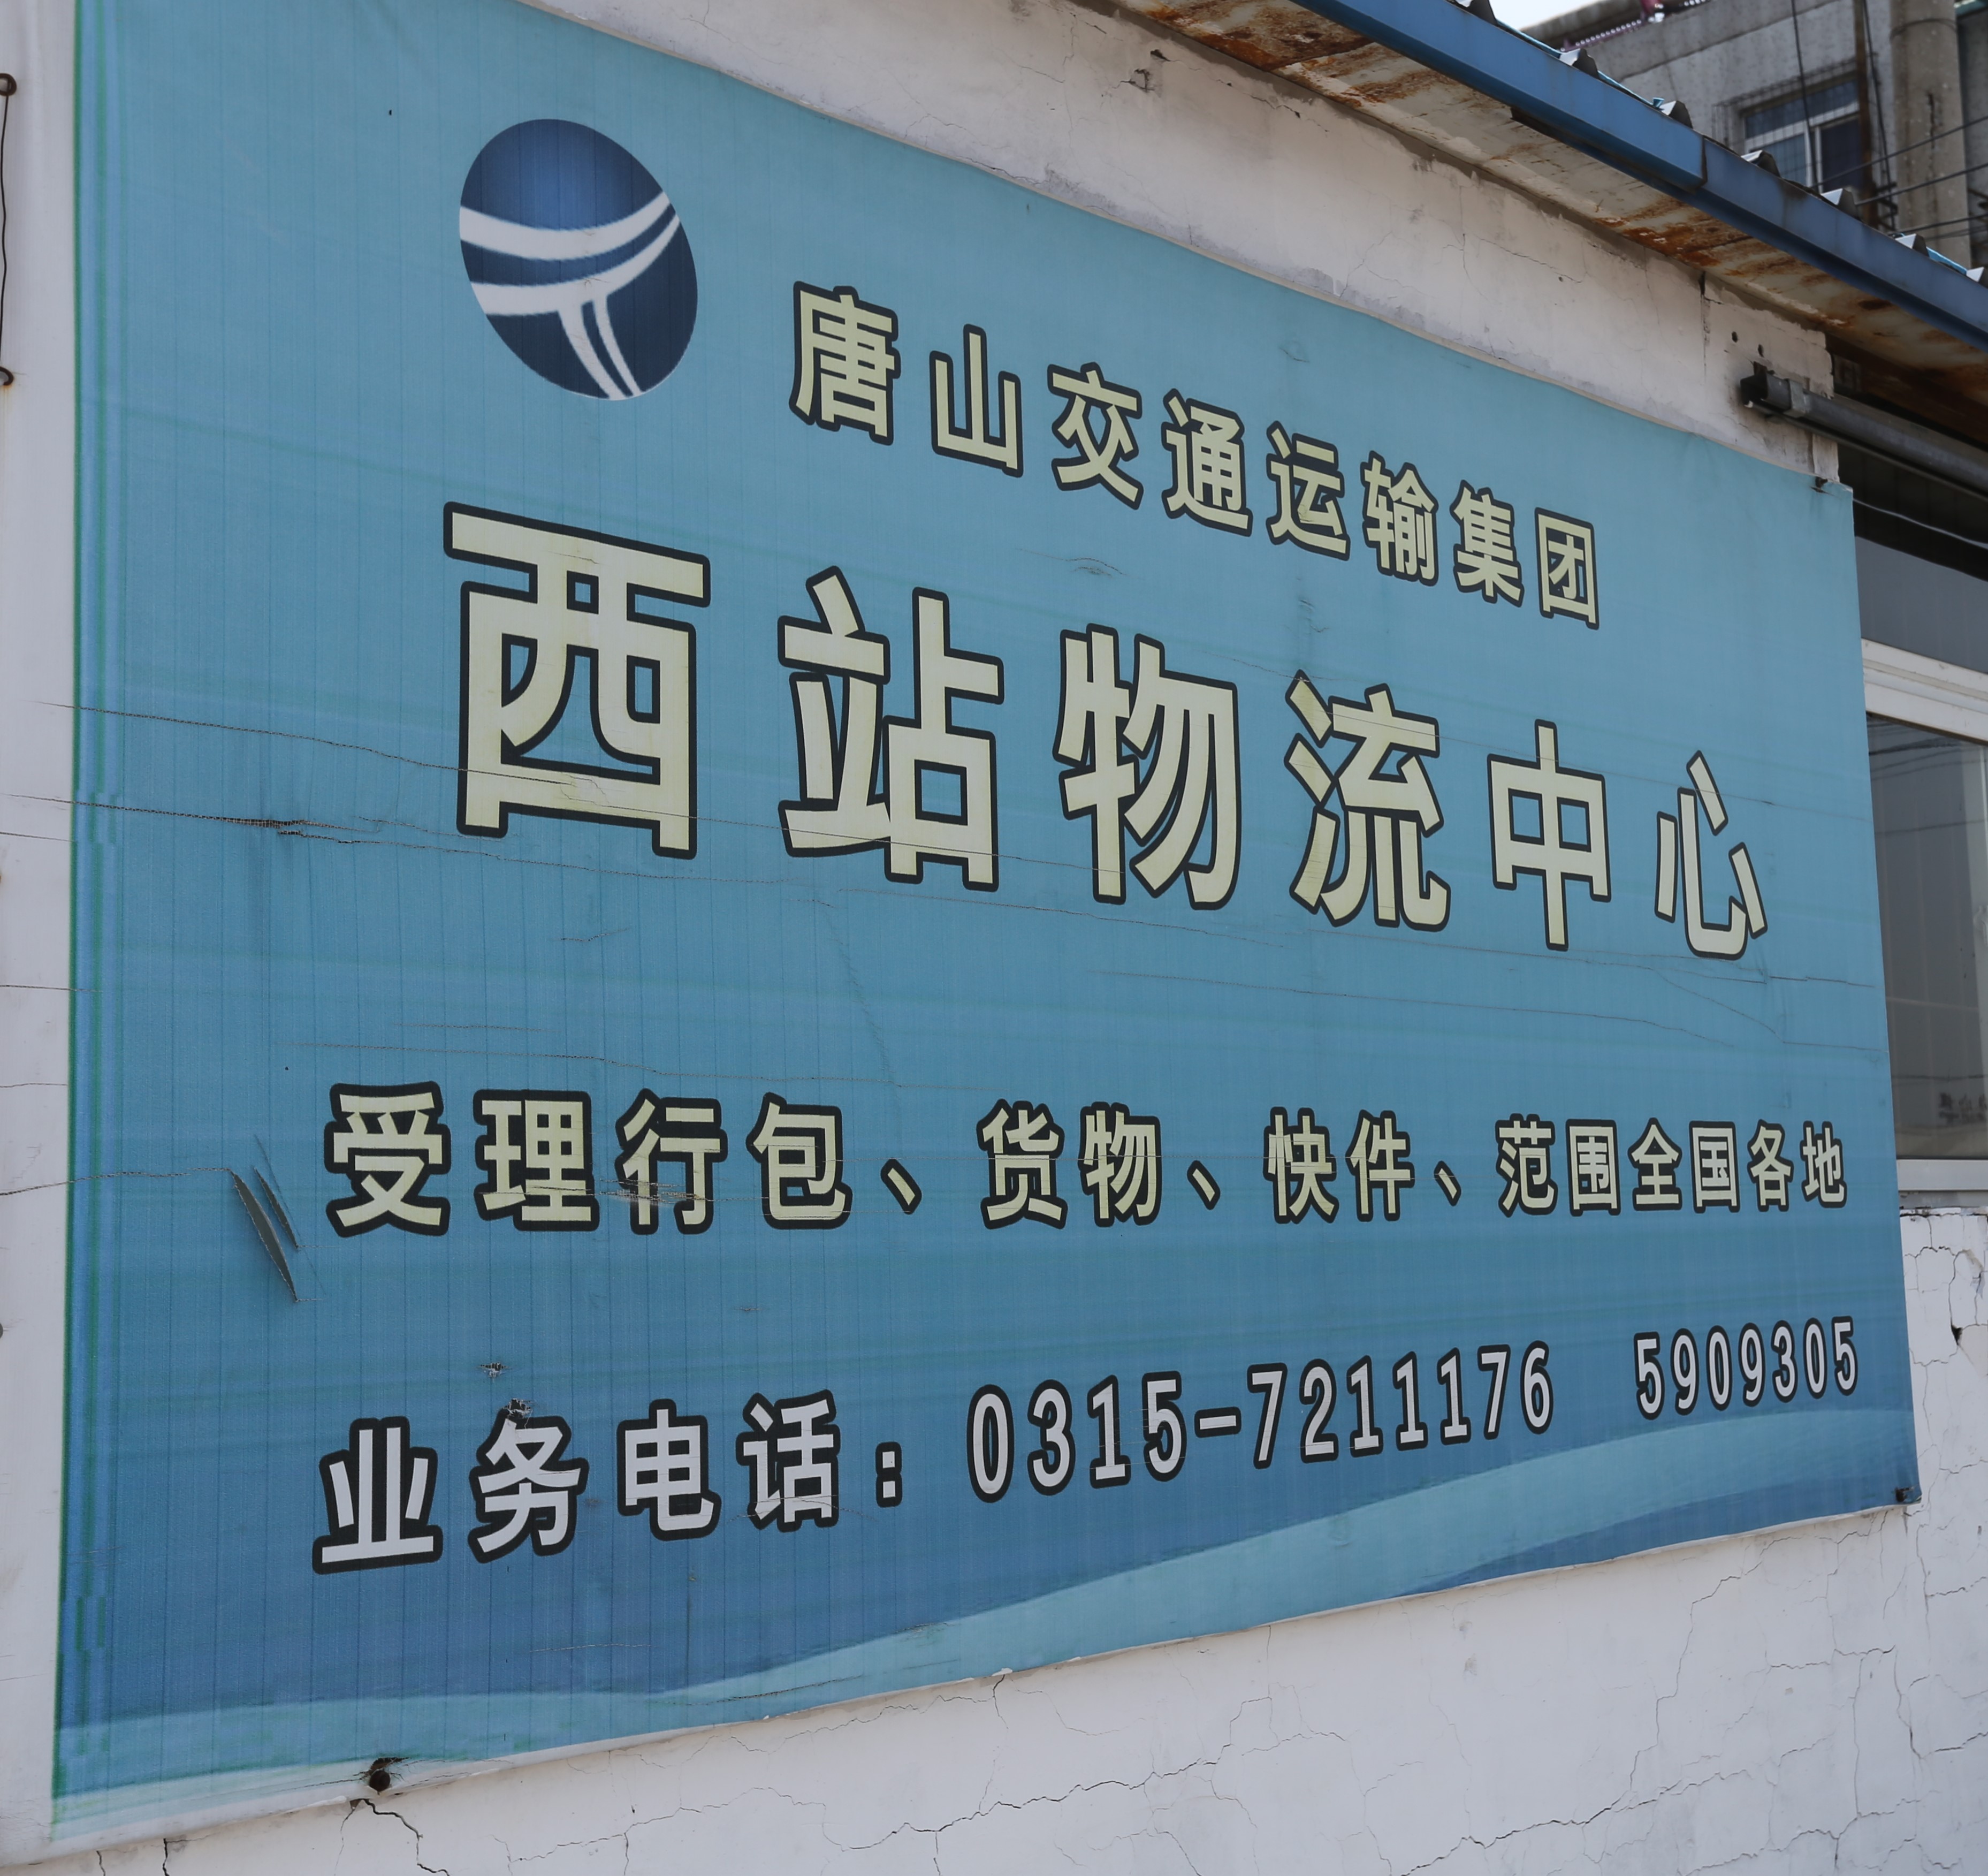 唐山交通运输集团
西站物流中心
受理行包、货物、快件、范围全国各地
业务电话：0315-7211176 5909305